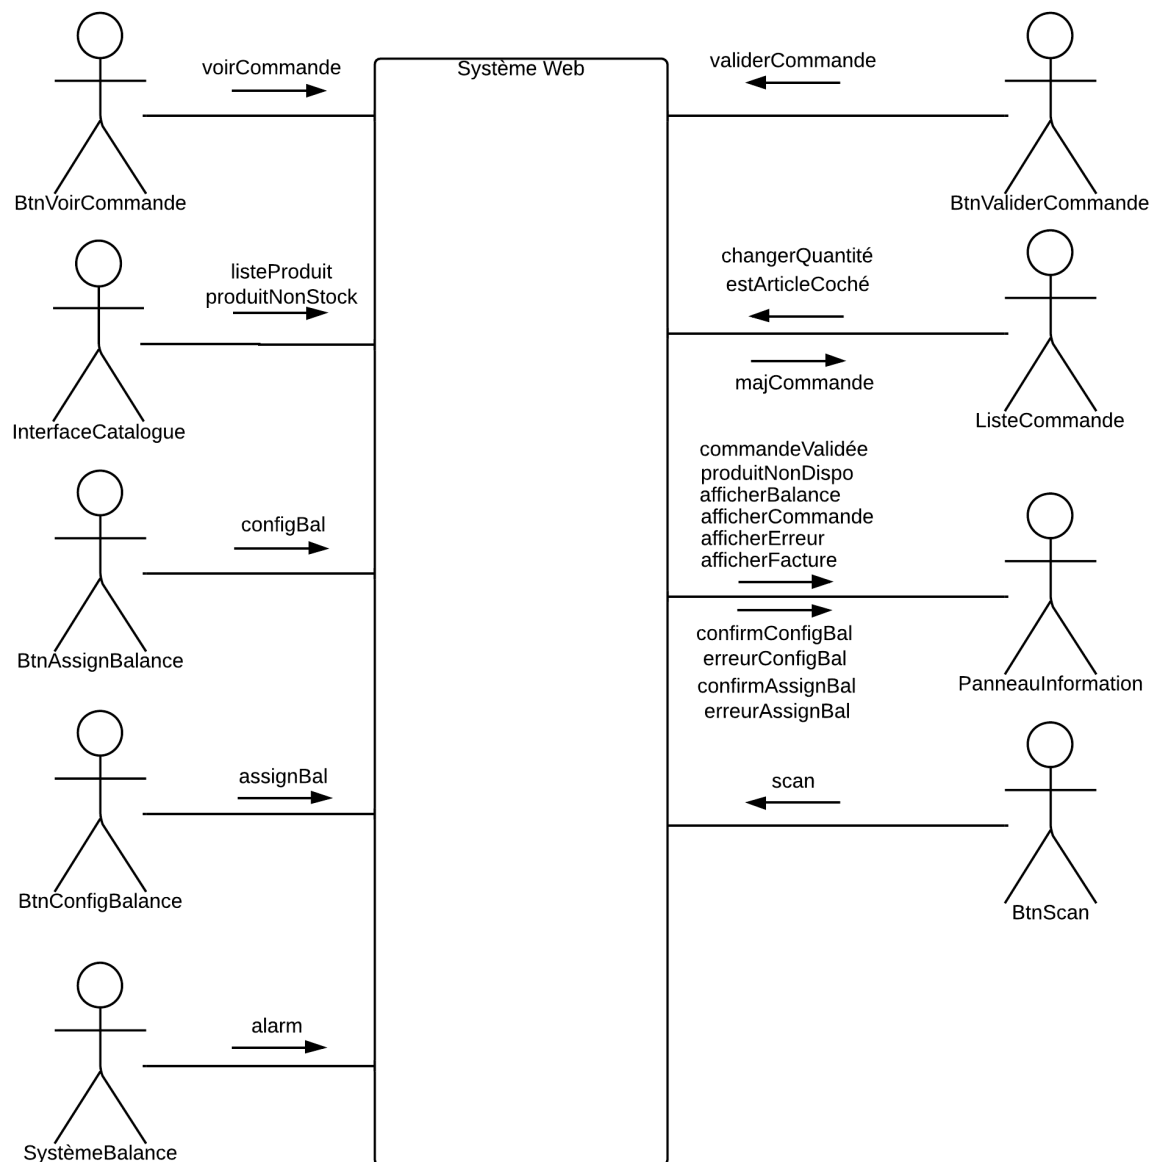 Système Web
voirCommande
BtnVoirCommande
validerCommande
BtnValiderCommande
listeProduit
produitNonStock
InterfaceCatalogue
changerQuantité
estArticleCoché
majCommande
ListeCommande
configBal
BtnAssignBalance
commandeValidée
produitNonDispo
afficherBalance
afficherCommande
afficherErreur
afficherFacture
confirmConfigBal
erreurConfigBal
confirmAssignBal
erreurAssignBal
PanneauInformation
assignBal
BtnConfigBalance
scan
BtnScan
alarm
SystèmeBalance